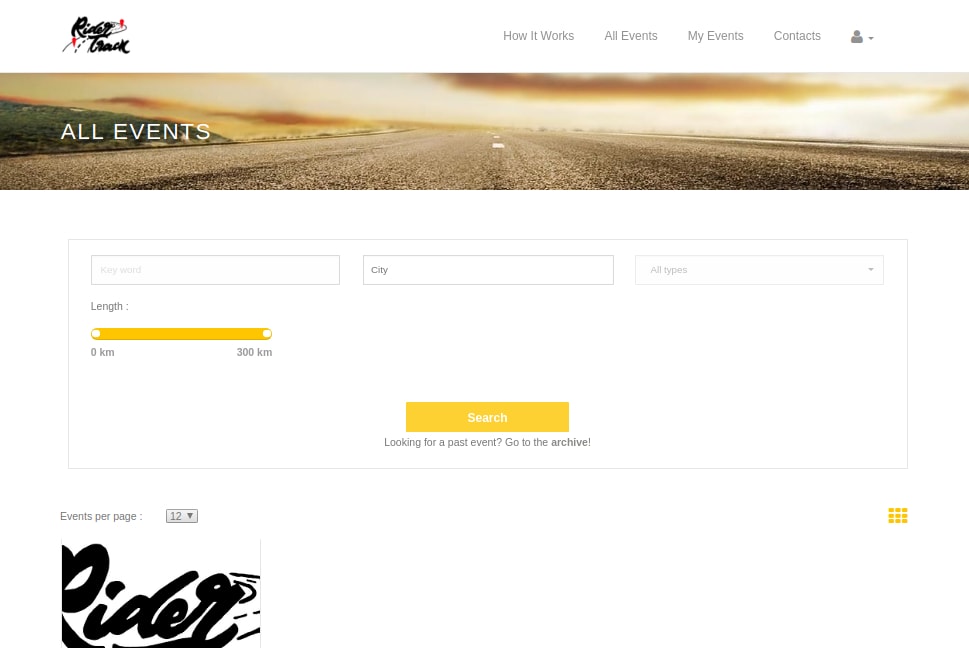 Rider
Track
How It Works
All Events
My Events
Contacts
ALL EVENTS
Key word
City
All types
Length :
0 km
300 km
Search
Looking for a past event? Go to the archive!
Events per page :
12
Rider